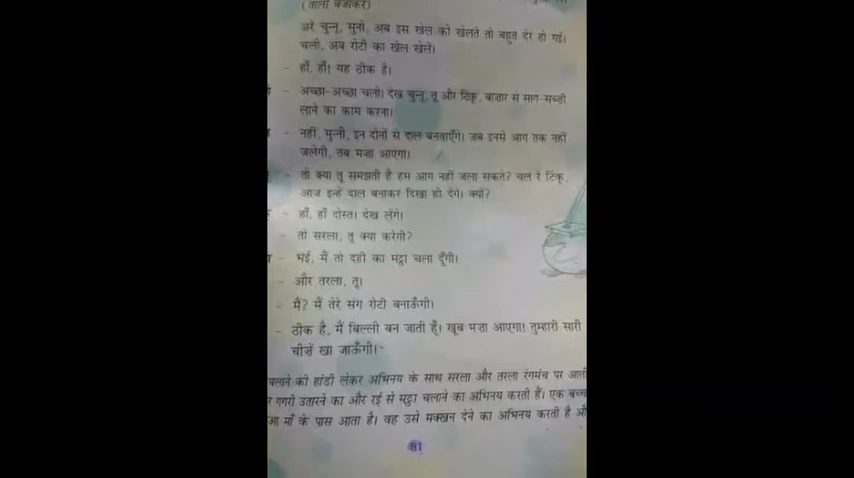 (ताली बजाकर)
अरे चुन्नू, सुनो, अब इस खेल को खेलते तो बहुत देर हो गई।
चलो, अब रोटी का खेल खेलें।
- हाँ, हाँ! यह ठीक है।
- अच्छा-अच्छा चलो। देख चुन्नू, तू और टिंकू, बाज़ार से साग-सब्ज़ी
लाने का काम करना।
- नहीं, मुन्नी, इन दोनों से दाल बनवाएँगे। जब इनसे आग तक नहीं
जलेगी, तब मज़ा आएगा।
- तो क्या तू समझती है हम आग नहीं जला सकते? चल रे टिंकू,
आज इन्हें दाल बनाकर दिखा ही देंगे। क्यों?
- हाँ, हाँ दोस्त। देख लेंगे।
- तो सरला, तू क्या करेगी?
- भई, मैं तो दही का मट्ठा चला दूँगी।
- और तरला, तू।
- मैं? मैं तेरे संग रोटी बनाऊँगी।
- ठीक है, मैं बिल्ली बन जाती हूँ। खूब मज़ा आएगा! तुम्हारी सारी
चीज़ें खा जाऊँगी।
चलाने की हांडी लेकर अभिनय के साथ सरला और तरला रंगमंच पर आती
गगरी उतारने का और रई से मट्ठा चलाने का अभिनय करती हैं। एक बच्च
माँ के पास आता है। वह उसे मक्खन देने का अभिनय करती है औ
81